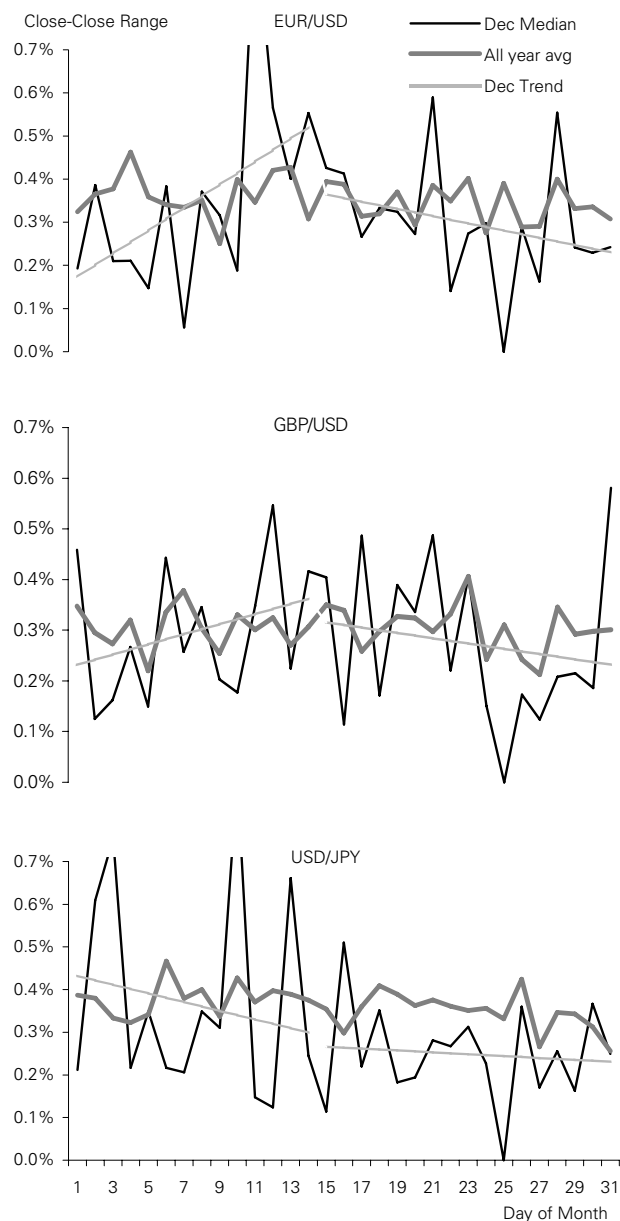 Close-Close Range
EUR/USD
Dec Median
All year avg
Dec Trend
0.7%
0.6%
0.5%
0.4%
0.3%
0.2%
0.1%
0.0%
GBP/USD
0.7%
0.6%
0.5%
0.4%
0.3%
0.2%
0.1%
0.0%
USD/JPY
0.7%
0.6%
0.5%
0.4%
0.3%
0.2%
0.1%
0.0%
1 3 5 7 9 11 13 15 17 19 21 23 25 27 29 31
Day of Month